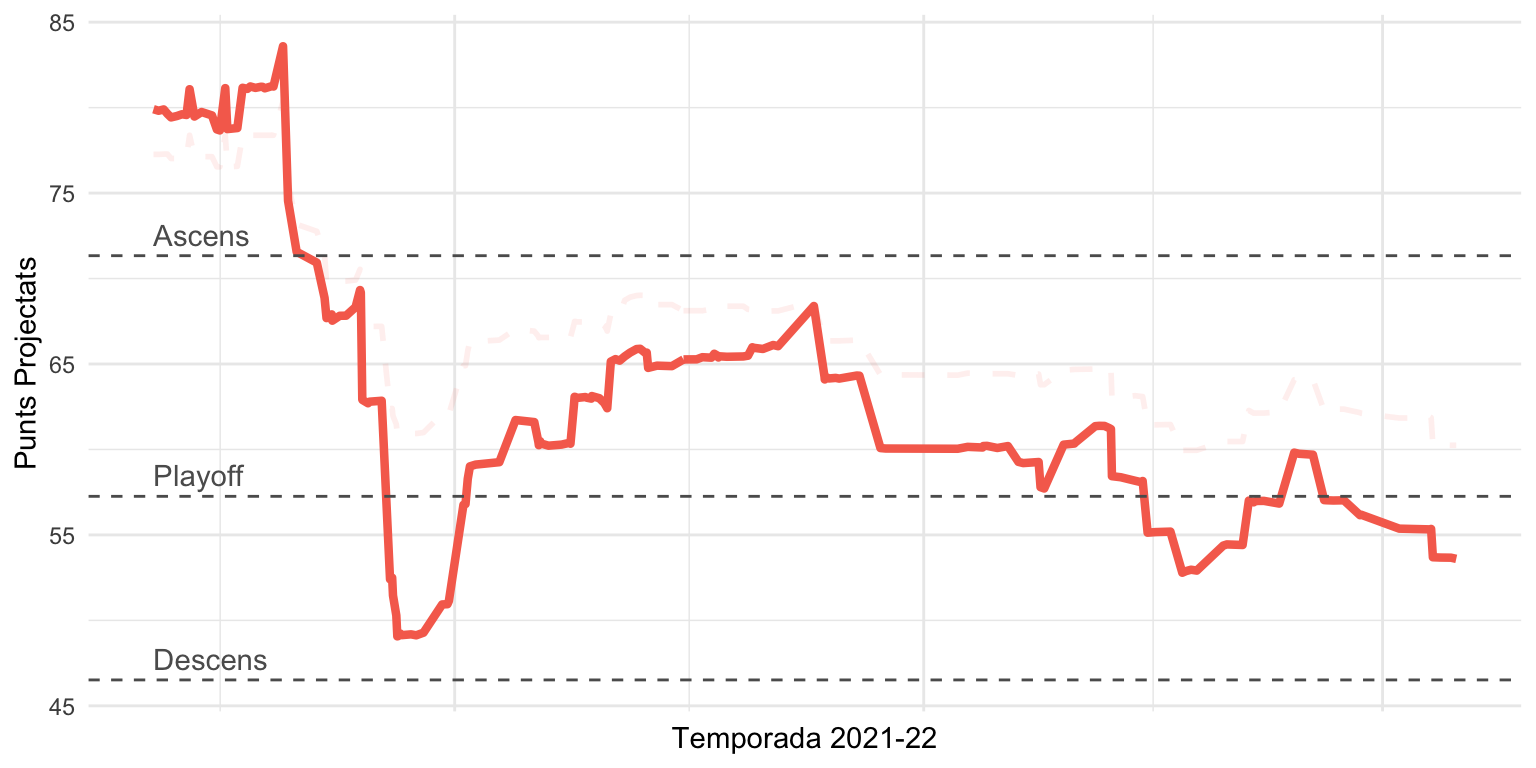 85
75
65
55
45
Punts Projectats
Ascens
Playoff
Descens
Temporada 2021-22